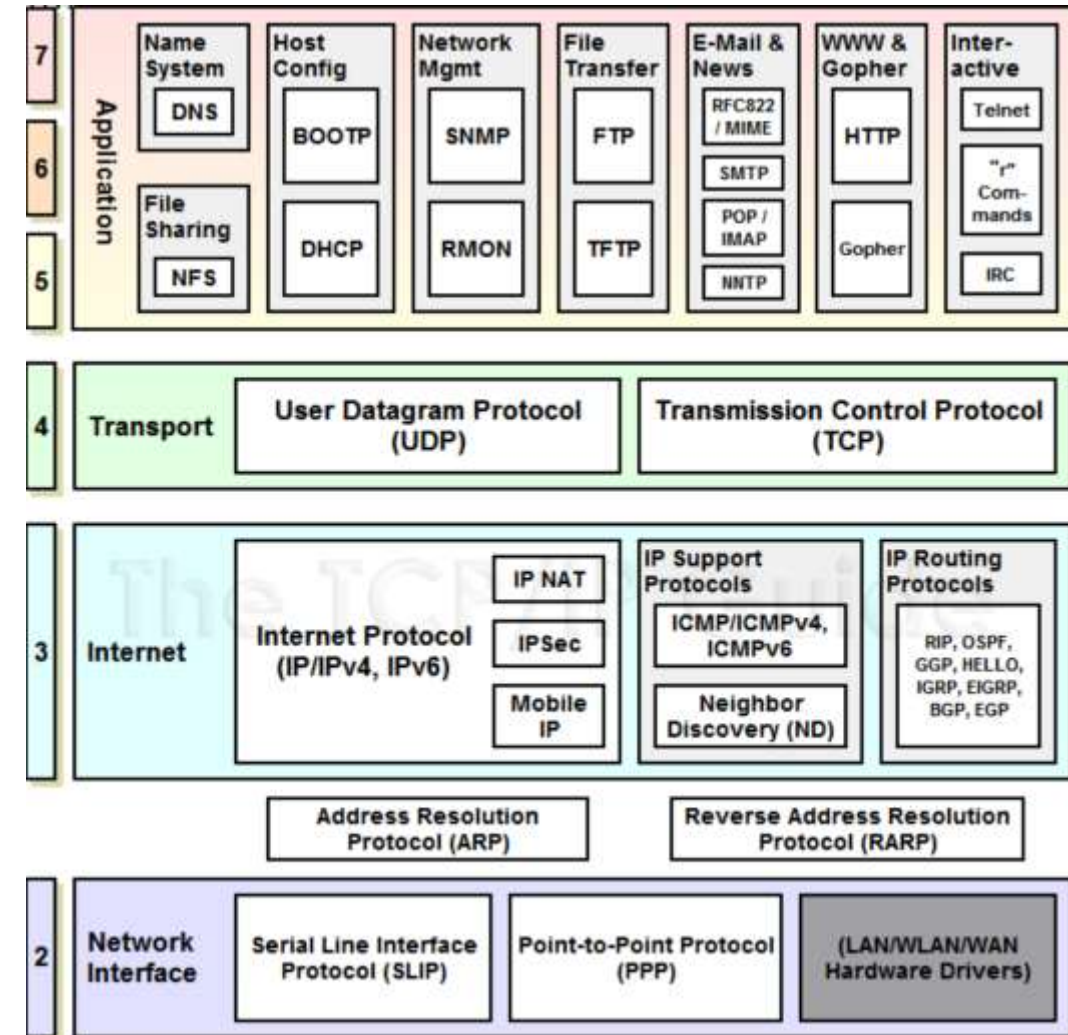 7
6
5
Application
Name
System
DNS
File
Sharing
NFS
Host
Config
BOOTP
DHCP
Network
Mgmt
SNMP
RMON
File
Transfer
FTP
TFTP
E-Mail &
News
RFC822
/ MIME
SMTP
POP /
IMAP
NNTP
WWW &
Gopher
HTTP
Gopher
Inter-
active
Telnet
"r"
Com-
mands
IRC
4
Transport
User Datagram Protocol
(UDP)
Transmission Control Protocol
(TCP)
The TCP/IP Guide
3
Internet
Internet Protocol
(IP/IPv4, IPv6)
IP NAT
IPSec
Mobile
IP
IP Support
Protocols
ICMP/ICMPv4,
ICMPv6
Neighbor
Discovery (ND)
IP Routing
Protocols
RIP, OSPF,
GGP, HELLO,
IGRP, EIGRP,
BGP, EGP
Address Resolution
Protocol (ARP)
Reverse Address Resolution
Protocol (RARP)
2
Network
Interface
Serial Line Interface
Protocol (SLIP)
Point-to-Point Protocol
(PPP)
(LAN/WLAN/WAN
Hardware Drivers)